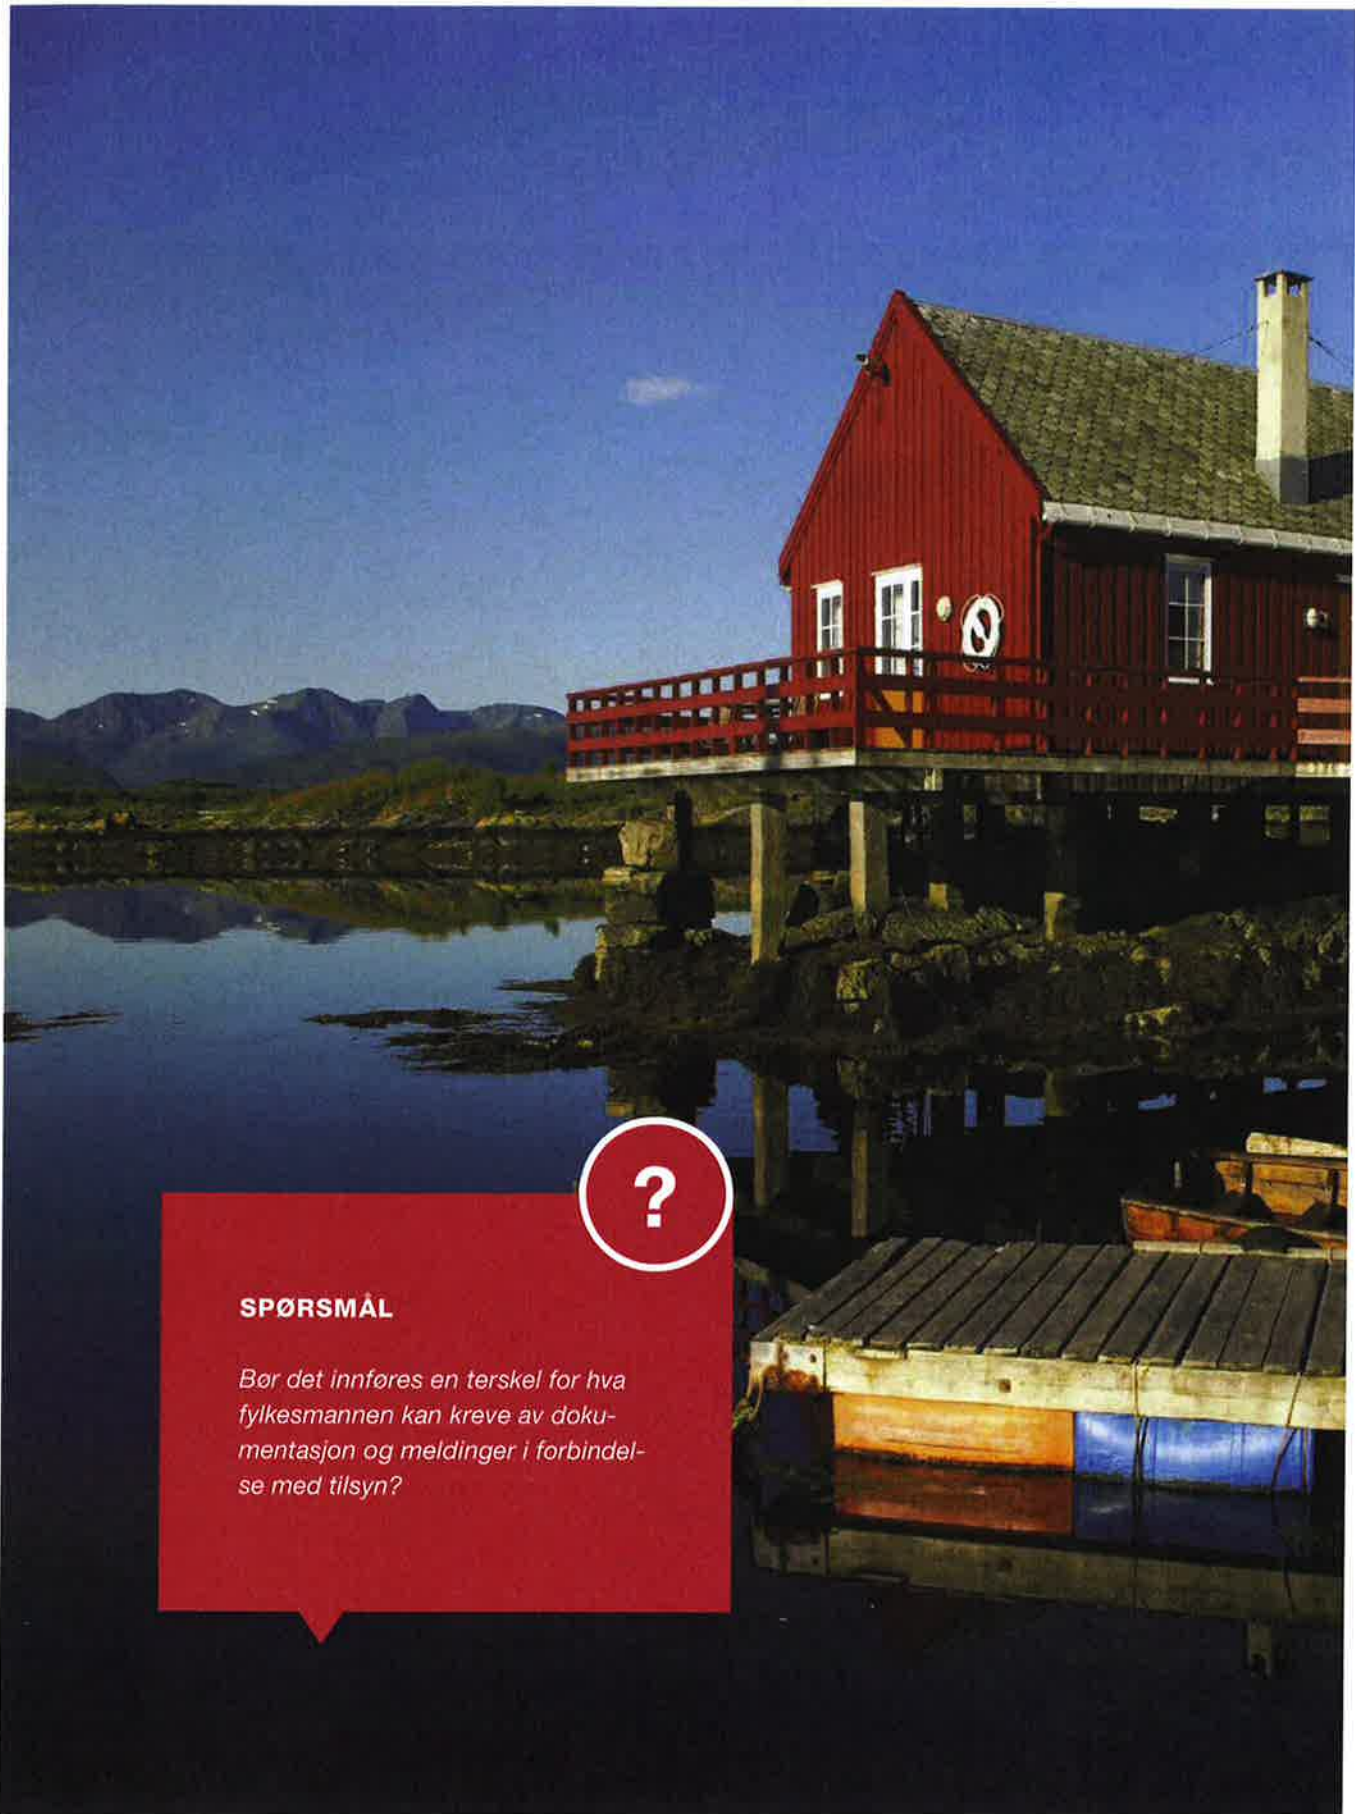 ?
SPØRSMÅL
Bør det innføres en terskel for hva
fylkesmannen kan kreve av doku-
mentasjon og meldinger i forbindel-
se med tilsyn?